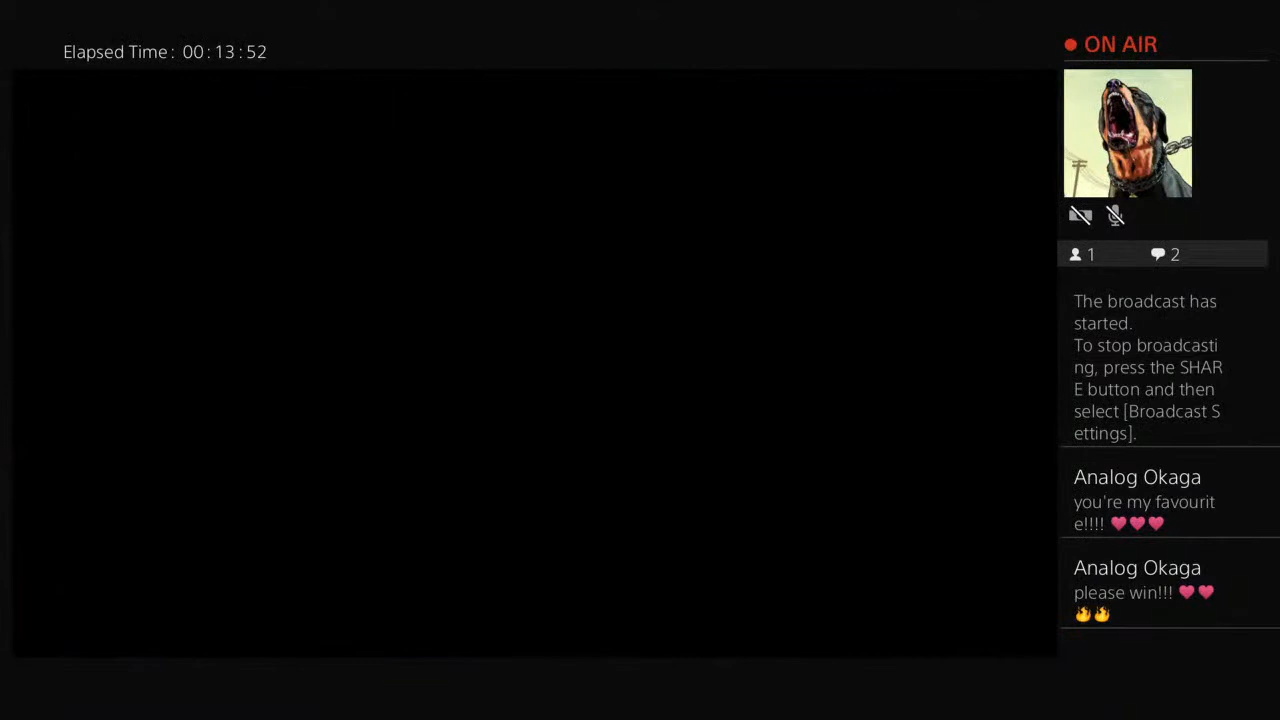 Elapsed Time: 00:13:52
ON AIR
1 2
The broadcast has
started.
To stop broadcasti
ng, press the SHAR
E button and then
select [Broadcast S
ettings].
Analog Okaga
you're my favourit
e!!!! ❤❤❤
Analog Okaga
please win!!! ❤❤
🔥🔥